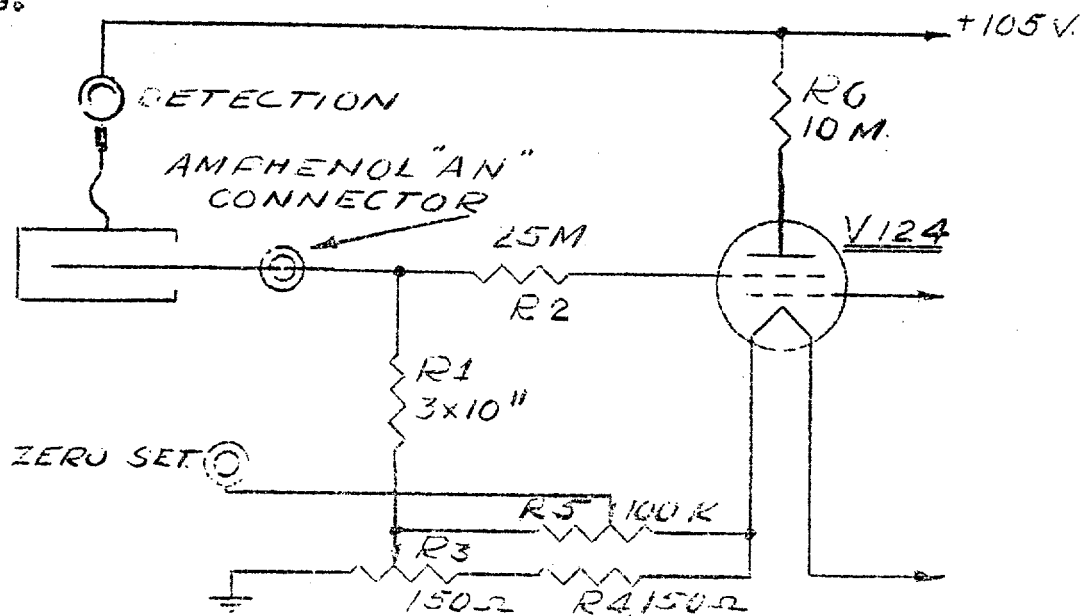 +105 V.
DETECTION
R6
10 M.
AMPHENOL "AN"
CONNECTOR
V124
25M
R2
R1
3x10"
ZERO SET
R5 100 K
R3
150Ω R4 150Ω